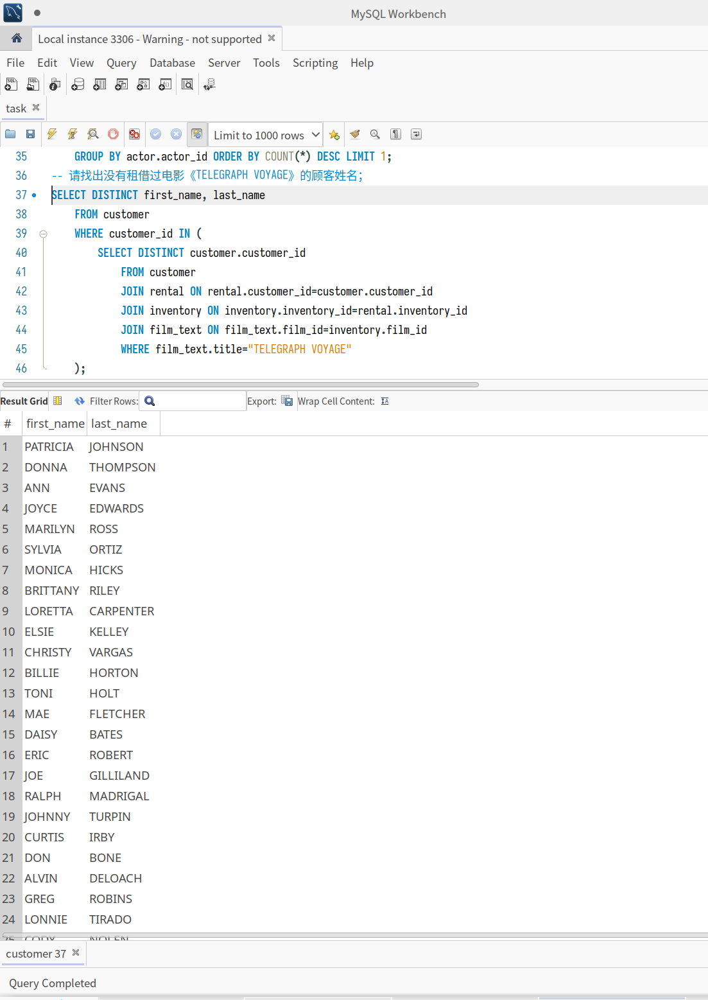 MySQL Workbench
Local instance 3306 - Warning - not supported
File Edit View Query Database Server Tools Scripting Help
task
Limit to 1000 rows
35 GROUP BY actor.actor_id ORDER BY COUNT(*) DESC LIMIT 1;
36 -- 请找出没有租借过电影《TELEGRAPH VOYAGE》的顾客姓名;
37 SELECT DISTINCT first_name, last_name
38 FROM customer
39 WHERE customer_id IN (
40 SELECT DISTINCT customer.customer_id
41 FROM customer
42 JOIN rental ON rental.customer_id=customer.customer_id
43 JOIN inventory ON inventory.inventory_id=rental.inventory_id
44 JOIN film_text ON film_text.film_id=inventory.film_id
45 WHERE film_text.title="TELEGRAPH VOYAGE"
46 );
Result Grid Filter Rows: Export: Wrap Cell Content:
# first_name last_name
1 PATRICIA JOHNSON
2 DONNA THOMPSON
3 ANN EVANS
4 JOYCE EDWARDS
5 MARILYN ROSS
6 SYLVIA ORTIZ
7 MONICA HICKS
8 BRITTANY RILEY
9 LORETTA CARPENTER
10 ELSIE KELLEY
11 CHRISTY VARGAS
12 BILLIE HORTON
13 TONI HOLT
14 MAE FLETCHER
15 DAISY BATES
16 ERIC ROBERT
17 JOE GILLILAND
18 RALPH MADRIGAL
19 JOHNNY TURPIN
20 CURTIS IRBY
21 DON BONE
22 ALVIN DELOACH
23 GREG ROBINS
24 LONNIE TIRADO
25 CODY NOLEN
customer 37
Query Completed